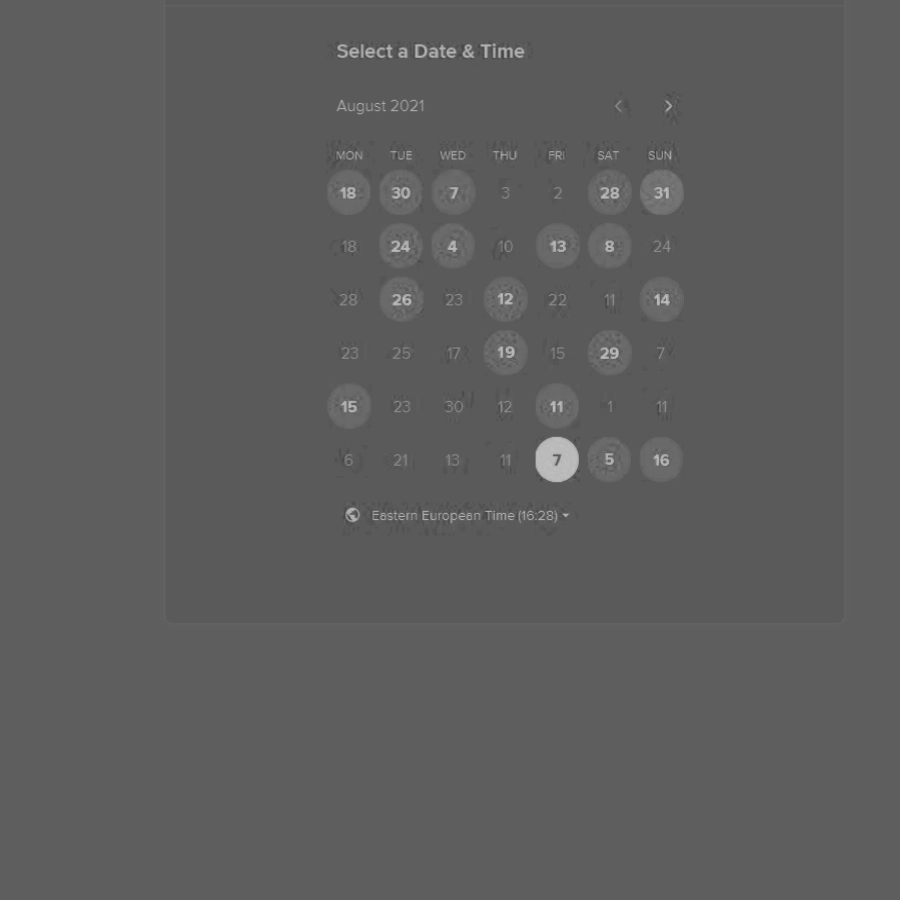 Select a Date & Time
August 2021
MON TUE WED THU FRI SAT SUN
18 30 7 3 2 28 31
18 24 4 10 13 8 24
28 26 23 12 22 11 14
23 25 17 19 15 29 7
15 23 30 12 11 1 11
6 21 13 11 7 5 16
Eastern European Time (16:28)